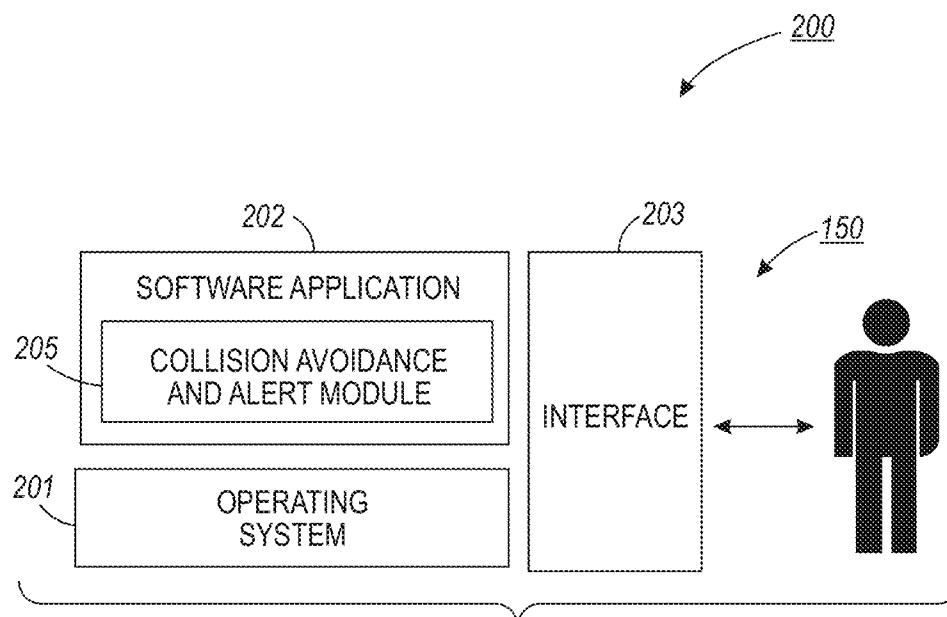 200
202
203
150
SOFTWARE APPLICATION
205
COLLISION AVOIDANCE
AND ALERT MODULE
INTERFACE
201
OPERATING
SYSTEM